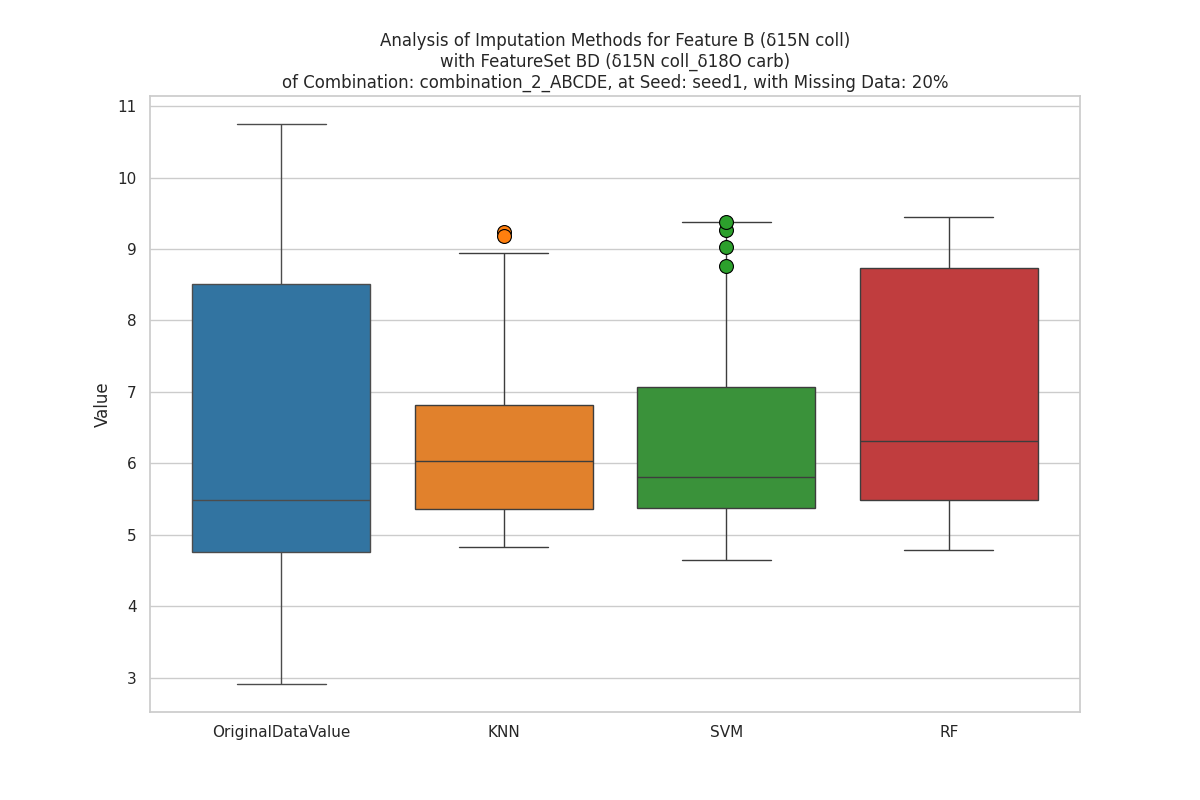 Analysis of Imputation Methods for Feature B (δ15N coll)
with FeatureSet BD (δ15N coll_δ18O carb)
of Combination: combination_2_ABCDE, at Seed: seed1, with Missing Data: 20%
11
10
9
8
7
6
5
4
3
Value
OriginalDataValue
KNN
SVM
RF